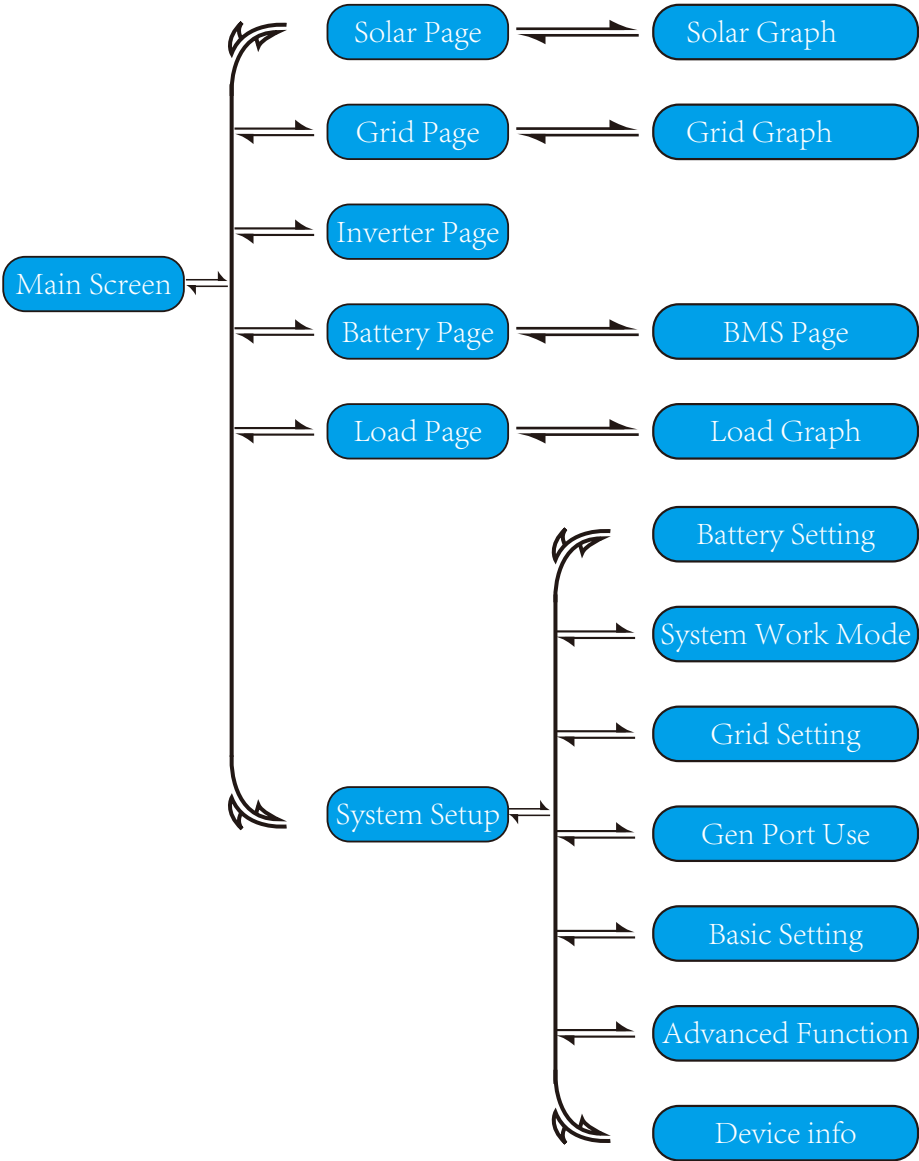 Solar Page
Solar Graph
Grid Page
Grid Graph
Inverter Page
Main Screen
Battery Page
BMS Page
Load Page
Load Graph
Battery Setting
System Work Mode
Grid Setting
System Setup
Gen Port Use
Basic Setting
Advanced Function
Device info